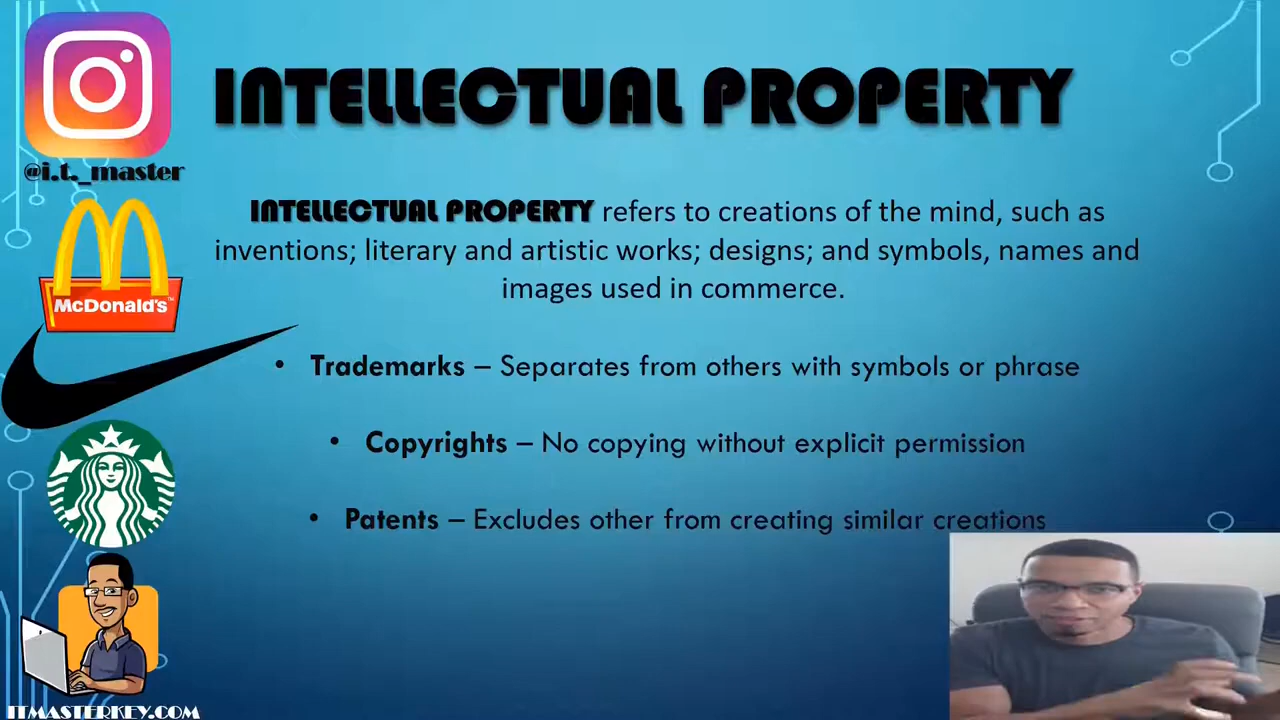 INTELLECTUAL PROPERTY
@i.t._master
INTELLECTUAL PROPERTY refers to creations of the mind, such as
inventions; literary and artistic works; designs; and symbols, names and
images used in commerce.
McDonald's™
• Trademarks – Separates from others with symbols or phrase
• Copyrights – No copying without explicit permission
• Patents – Excludes other from creating similar creations
ITMASTERKEY.COM